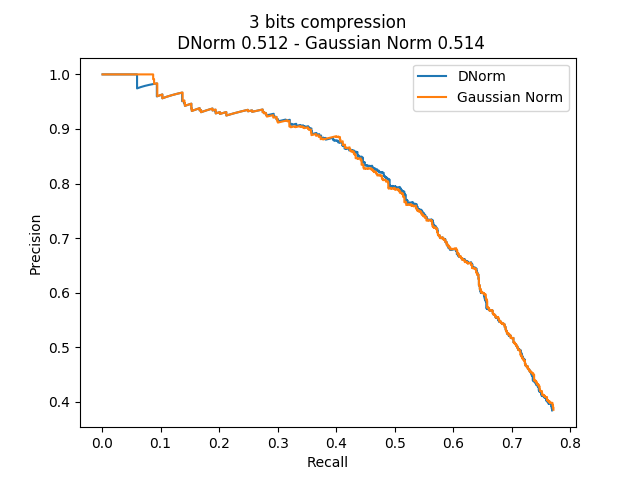 3 bits compression
DNorm 0.512 - Gaussian Norm 0.514
DNorm
Gaussian Norm
Precision
1.0
0.9
0.8
0.7
0.6
0.5
0.4
0.0 0.1 0.2 0.3 0.4 0.5 0.6 0.7 0.8
Recall